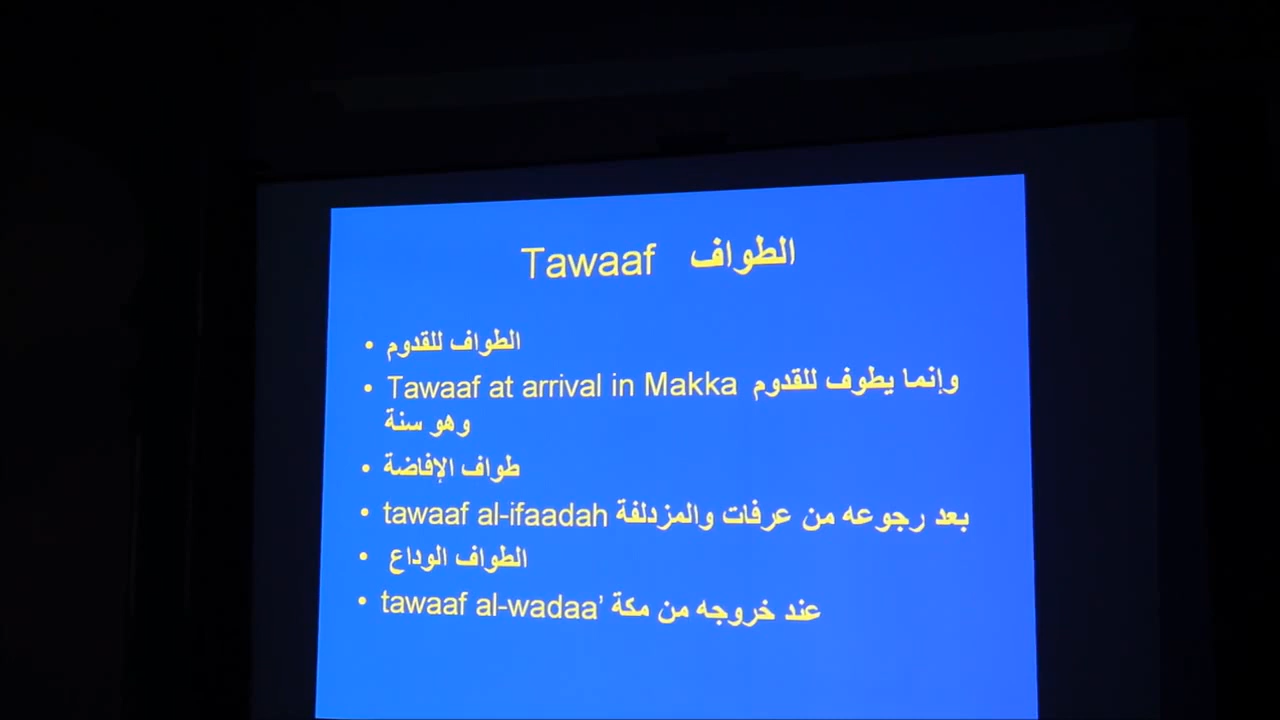 Tawaaf الطواف
• الطواف للقدوم
• Tawaaf at arrival in Makka وإنما يطوف للقدوم
وهو سنة
• طواف الإفاضة
• tawaaf al-ifaadah بعد رجوعه من عرفات والمزدلفة
• الطواف الوداع
• tawaaf al-wadaa’ عند خروجه من مكة